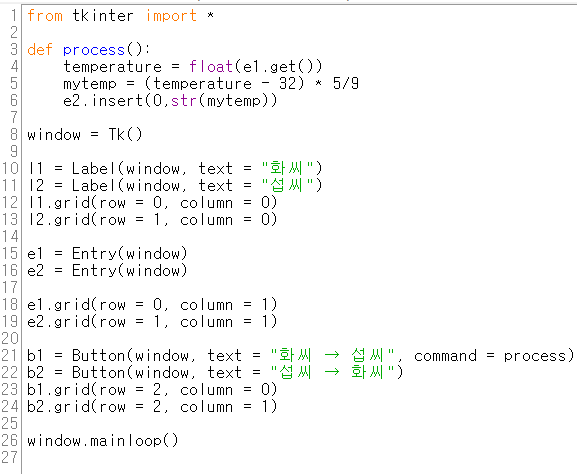 1 from tkinter import *
2
3 def process():
4     temperature = float(e1.get())
5     mytemp = (temperature - 32) * 5/9
6     e2.insert(0,str(mytemp))
7
8 window = Tk()
9
10 l1 = Label(window, text = "화씨")
11 l2 = Label(window, text = "섭씨")
12 l1.grid(row = 0, column = 0)
13 l2.grid(row = 1, column = 0)
14
15 e1 = Entry(window)
16 e2 = Entry(window)
17
18 e1.grid(row = 0, column = 1)
19 e2.grid(row = 1, column = 1)
20
21 b1 = Button(window, text = "화씨 → 섭씨", command = process)
22 b2 = Button(window, text = "섭씨 → 화씨")
23 b1.grid(row = 2, column = 0)
24 b2.grid(row = 2, column = 1)
25
26 window.mainloop()
27